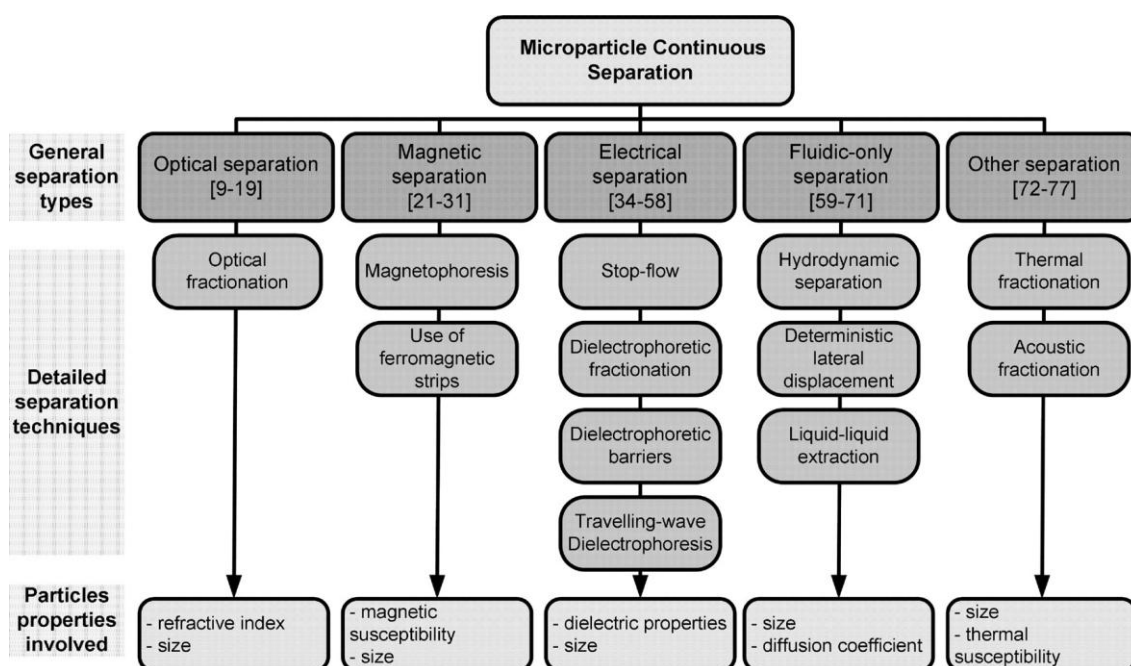 Microparticle Continuous
Separation
General
separation
types
Optical separation
[9-19]
Magnetic
separation
[21-31]
Electrical
separation
[34-58]
Fluidic-only
separation
[59-71]
Other separation
[72-77]
Detailed
separation
techniques
Optical
fractionation
Magnetophoresis
Use of
ferromagnetic
strips
Stop-flow
Dielectrophoretic
fractionation
Dielectrophoretic
barriers
Travelling-wave
Dielectrophoresis
Hydrodynamic
separation
Deterministic
lateral
displacement
Liquid-liquid
extraction
Thermal
fractionation
Acoustic
fractionation
Particles
properties
involved
- refractive index
- size
- magnetic
susceptibility
- size
- dielectric properties
- size
- size
- diffusion coefficient
- size
- thermal
susceptibility